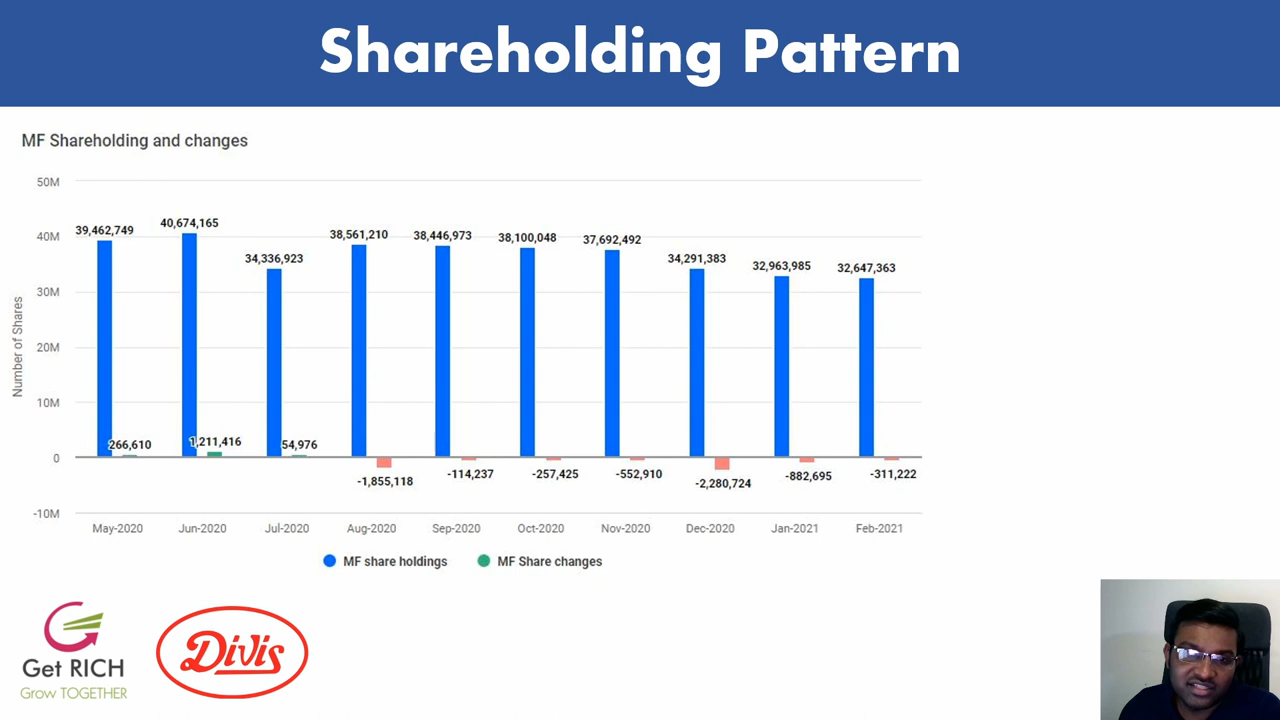 Shareholding Pattern
MF Shareholding and changes
Number of Shares
50M
40M
30M
20M
10M
0
-10M
39,462,749
40,674,165
34,336,923
38,561,210
38,446,973
38,100,048
37,692,492
34,291,383
32,963,985
32,647,363
266,610
1,211,416
54,976
-1,855,118
-114,237
-257,425
-552,910
-2,280,724
-882,695
-311,222
May-2020
Jun-2020
Jul-2020
Aug-2020
Sep-2020
Oct-2020
Nov-2020
Dec-2020
Jan-2021
Feb-2021
MF share holdings
MF Share changes
Get RICH
Grow TOGETHER
Divis